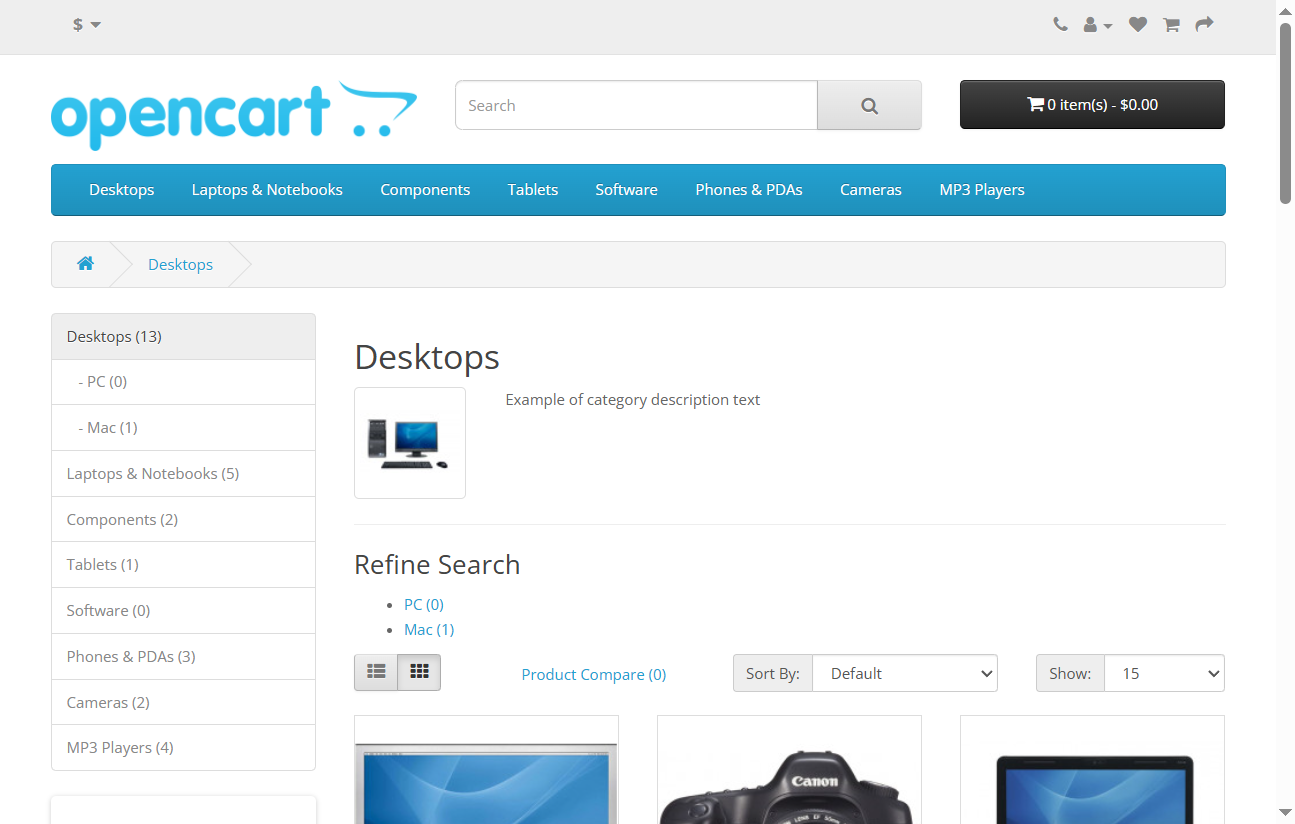 $
opencart
Search
0 item(s) - $0.00
Desktops Laptops & Notebooks Components Tablets Software Phones & PDAs Cameras MP3 Players
Desktops
Desktops (13)
- PC (0)
- Mac (1)
Laptops & Notebooks (5)
Components (2)
Tablets (1)
Software (0)
Phones & PDAs (3)
Cameras (2)
MP3 Players (4)
Desktops
Example of category description text
Refine Search
PC (0)
Mac (1)
Product Compare (0)
Sort By: Default
Show: 15
Canon